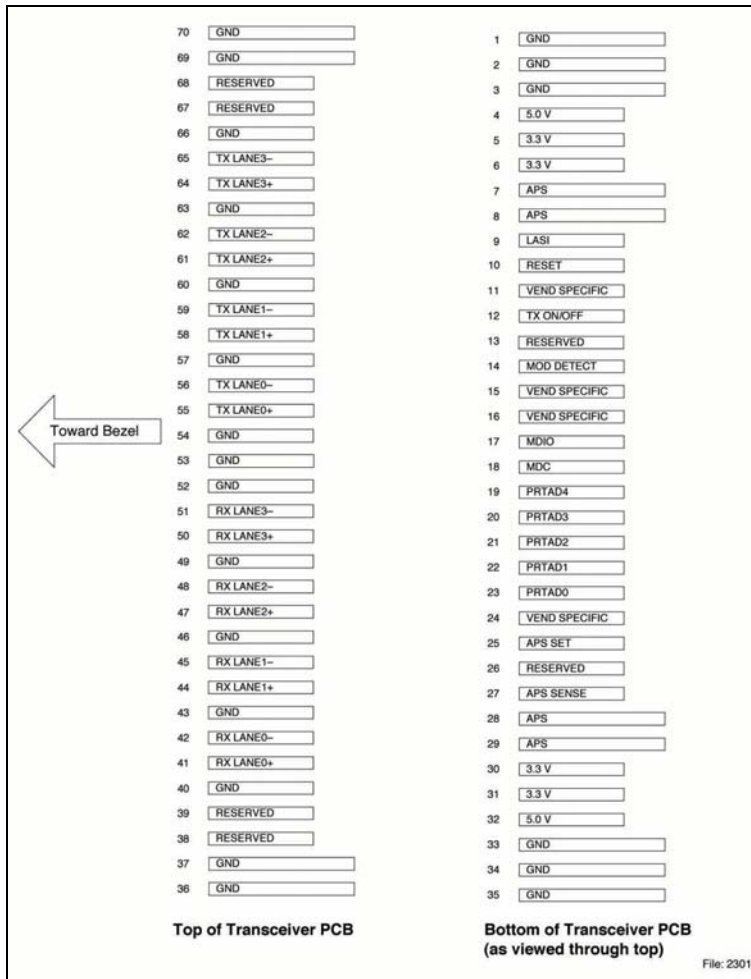 70 GND
69 GND
68 RESERVED
67 RESERVED
66 GND
65 TX LANE3–
64 TX LANE3+
63 GND
62 TX LANE2–
61 TX LANE2+
60 GND
59 TX LANE1–
58 TX LANE1+
57 GND
56 TX LANE0–
55 TX LANE0+
54 GND
53 GND
52 GND
51 RX LANE3–
50 RX LANE3+
49 GND
48 RX LANE2–
47 RX LANE2+
46 GND
45 RX LANE1–
44 RX LANE1+
43 GND
42 RX LANE0–
41 RX LANE0+
40 GND
39 RESERVED
38 RESERVED
37 GND
36 GND
Toward Bezel
Top of Transceiver PCB
1 GND
2 GND
3 GND
4 5.0 V
5 3.3 V
6 3.3 V
7 APS
8 APS
9 LASI
10 RESET
11 VEND SPECIFIC
12 TX ON/OFF
13 RESERVED
14 MOD DETECT
15 VEND SPECIFIC
16 VEND SPECIFIC
17 MDIO
18 MDC
19 PRTAD4
20 PRTAD3
21 PRTAD2
22 PRTAD1
23 PRTAD0
24 VEND SPECIFIC
25 APS SET
26 RESERVED
27 APS SENSE
28 APS
29 APS
30 3.3 V
31 3.3 V
32 5.0 V
33 GND
34 GND
35 GND
Bottom of Transceiver PCB
(as viewed through top)
File: 2301